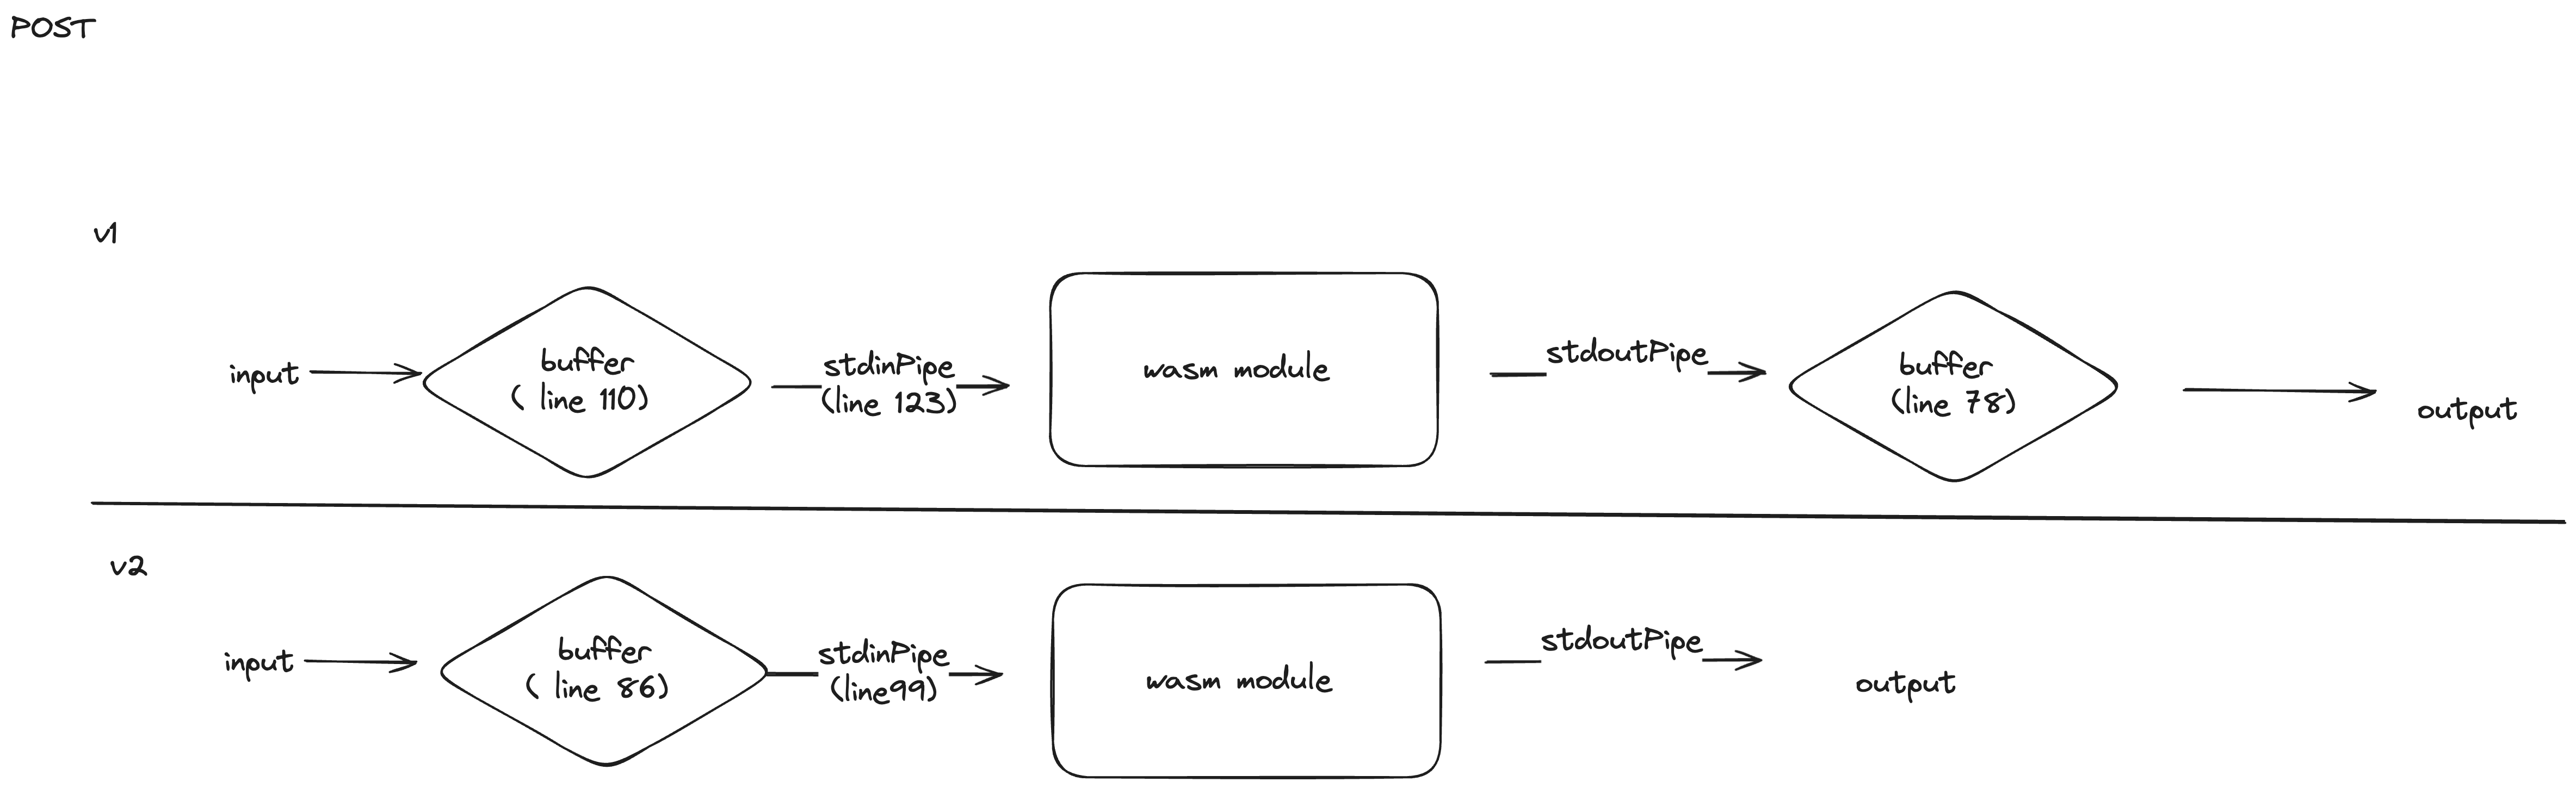 POST
v1
input
buffer
( line 110)
stdinPipe
(line 123)
wasm module
stdoutPipe
buffer
(line 78)
output
v2
input
buffer
( line 86)
stdinPipe
(line99)
wasm module
stdoutPipe
output